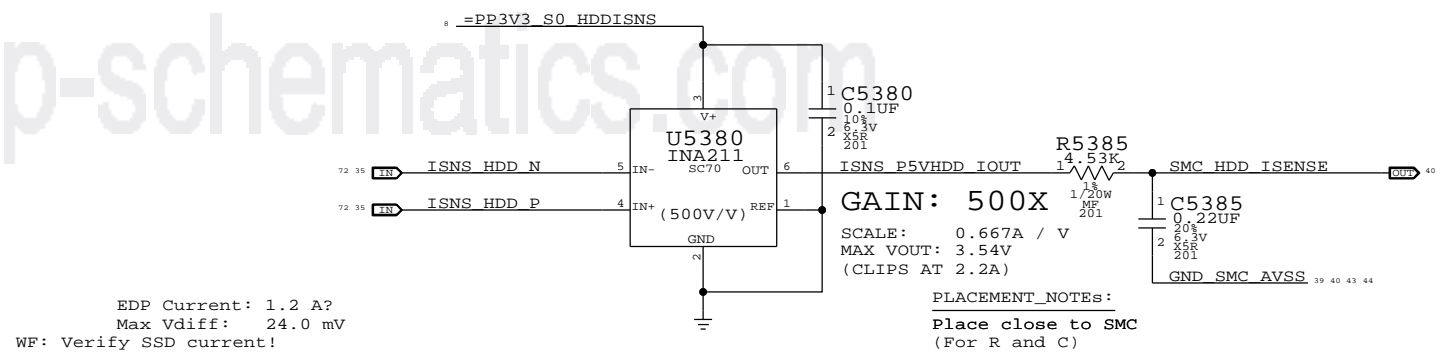 8 =PP3V3_S0_HDDISNS
p-schematics.com
3
V+
U5380
INA211
SC70
1 C5380
0.1UF
10%
6.3V
2 X5R
201
72 35 IN ISNS_HDD_N 5 IN- OUT 6 ISNS_P5VHDD_IOUT
R5385
4.53K
1 2
1%
1/20W
MF
201
SMC_HDD_ISENSE OUT 40
72 35 IN ISNS_HDD_P 4 IN+ (500V/V) REF 1
GND
2
GAIN: 500X
SCALE: 0.667A / V
MAX VOUT: 3.54V
(CLIPS AT 2.2A)
1 C5385
0.22UF
20%
6.3V
2 X5R
201
GND_SMC_AVSS 39 40 43 44
EDP Current: 1.2 A?
Max Vdiff: 24.0 mV
WF: Verify SSD current!
PLACEMENT_NOTEs:
Place close to SMC
(For R and C)